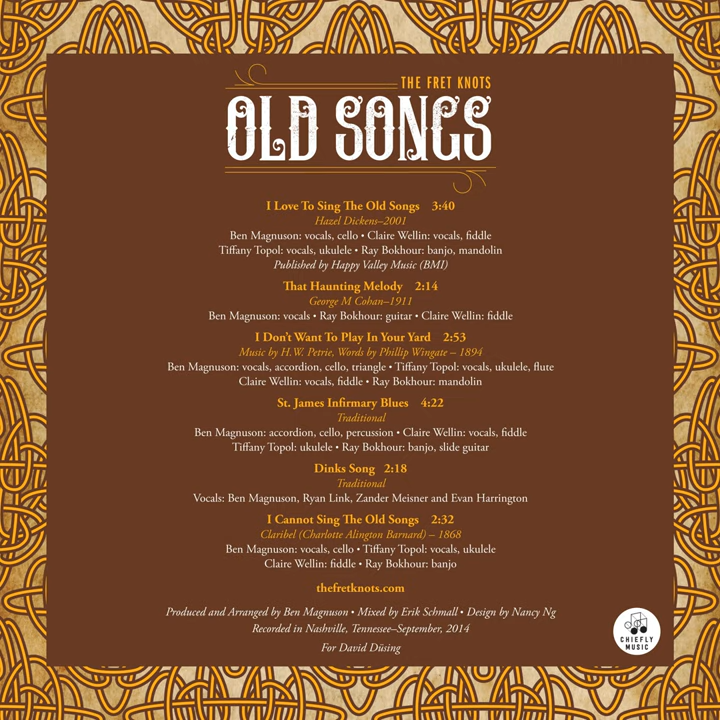 THE FRET KNOTS
OLD SONGS
I Love To Sing The Old Songs 3:40
Hazel Dickens–2001
Ben Magnuson: vocals, cello • Claire Wellin: vocals, fiddle
Tiffany Topol: vocals, ukulele • Ray Bokhour: banjo, mandolin
Published by Happy Valley Music (BMI)
That Haunting Melody 2:14
George M Cohan–1911
Ben Magnuson: vocals • Ray Bokhour: guitar • Claire Wellin: fiddle
I Don't Want To Play In Your Yard 2:53
Music by H.W. Petrie, Words by Phillip Wingate – 1894
Ben Magnuson: vocals, accordion, cello, triangle • Tiffany Topol: vocals, ukulele, flute
Claire Wellin: vocals, fiddle • Ray Bokhour: mandolin
St. James Infirmary Blues 4:22
Traditional
Ben Magnuson: accordion, cello, percussion • Claire Wellin: vocals, fiddle
Tiffany Topol: ukulele • Ray Bokhour: banjo, slide guitar
Dinks Song 2:18
Traditional
Vocals: Ben Magnuson, Ryan Link, Zander Meisner and Evan Harrington
I Cannot Sing The Old Songs 2:32
Claribel (Charlotte Alington Barnard) – 1868
Ben Magnuson: vocals, cello • Tiffany Topol: vocals, ukulele
Claire Wellin: fiddle • Ray Bokhour: banjo
thefretknots.com
Produced and Arranged by Ben Magnuson • Mixed by Erik Schmall • Design by Nancy Ng
Recorded in Nashville, Tennessee–September, 2014
For David Düsing
CHIEFLY
MUSIC